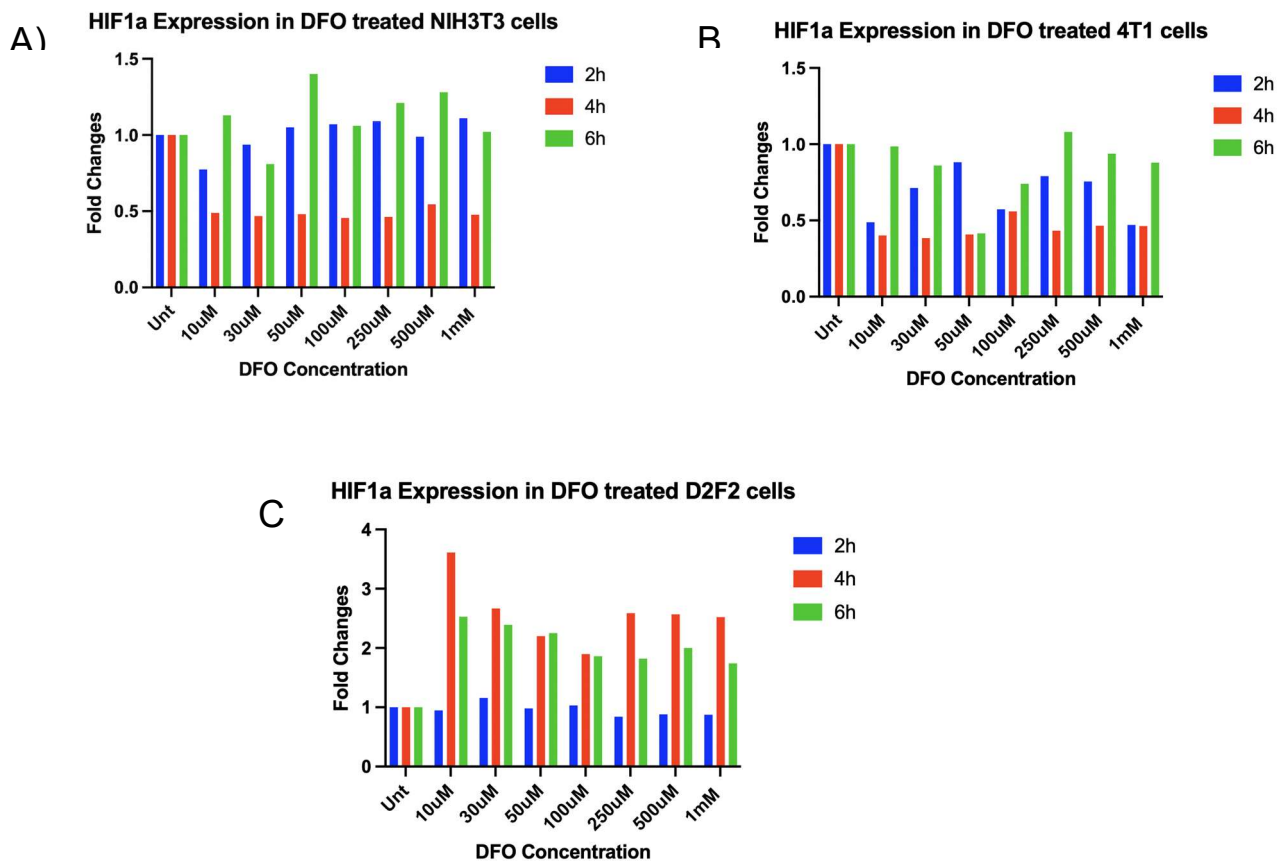 A)
HIF1a Expression in DFO treated NIH3T3 cells
1.5
1.0
0.5
0.0
Fold Changes
2h
4h
6h
Unt
10uM
30uM
50uM
100uM
250uM
500uM
1mM
DFO Concentration
B
HIF1a Expression in DFO treated 4T1 cells
1.5
1.0
0.5
0.0
Fold Changes
2h
4h
6h
Unt
10uM
30uM
50uM
100uM
250uM
500uM
1mM
DFO Concentration
C
HIF1a Expression in DFO treated D2F2 cells
4
3
2
1
0
Fold Changes
2h
4h
6h
Unt
10uM
30uM
50uM
100uM
250uM
500uM
1mM
DFO Concentration